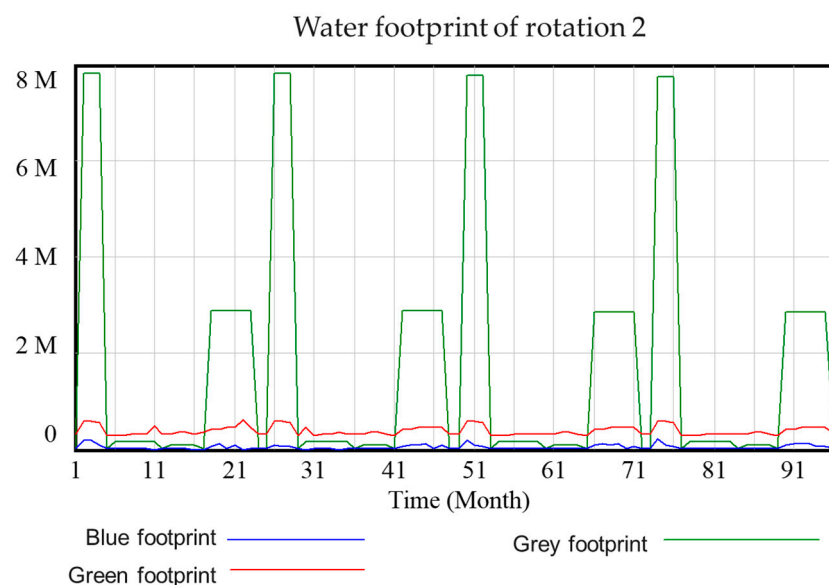 Water footprint of rotation 2
8 M
6 M
4 M
2 M
0
1 11 21 31 41 51 61 71 81 91
Time (Month)
Blue footprint
Grey footprint
Green footprint